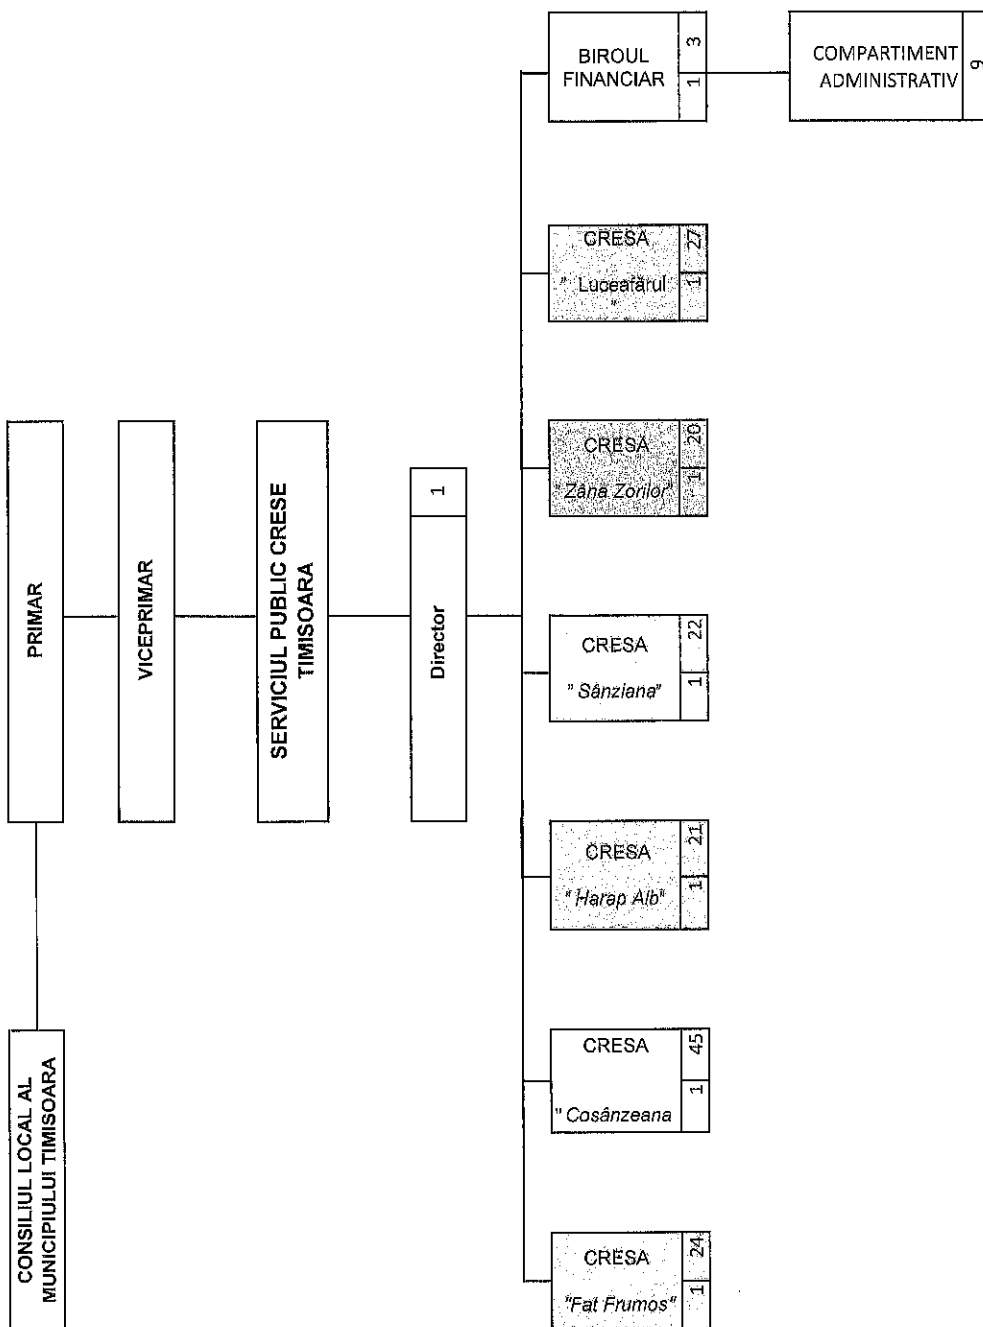 CONSILIUL LOCAL AL
MUNICIPIULUI TIMISOARA
PRIMAR
VICEPRIMAR
SERVICIUL PUBLIC CRESE
TIMISOARA
Director
1
CRESA
"Fat Frumos"
1 24
CRESA
" Cosânzeana
1 45
CRESA
" Harap Alb"
1 21
CRESA
" Sânziana"
1 22
CRESA
" Zâna Zorilor"
1 20
CRESA
" Luceafărul
"
1 27
BIROUL
FINANCIAR
1 3
COMPARTIMENT
ADMINISTRATIV
9